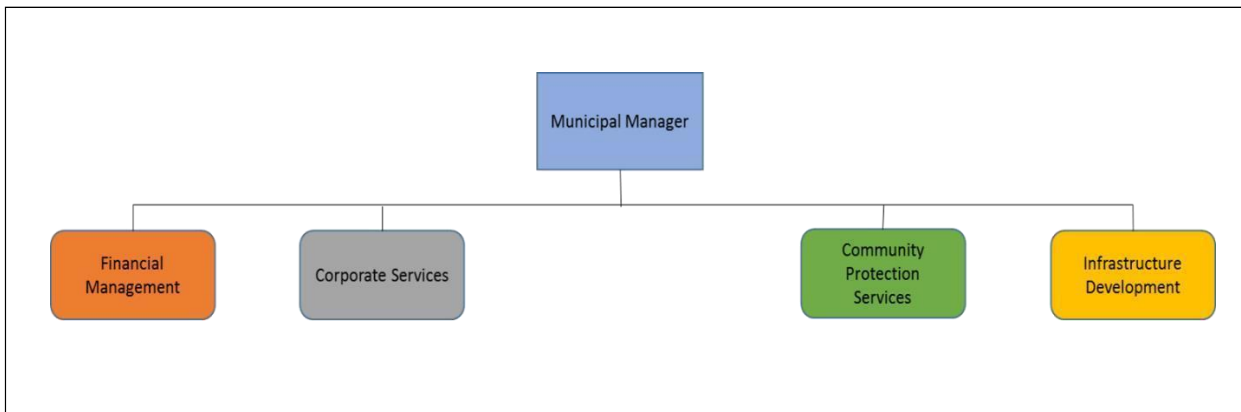 Municipal Manager
Financial
Management
Corporate Services
Community
Protection
Services
Infrastructure
Development